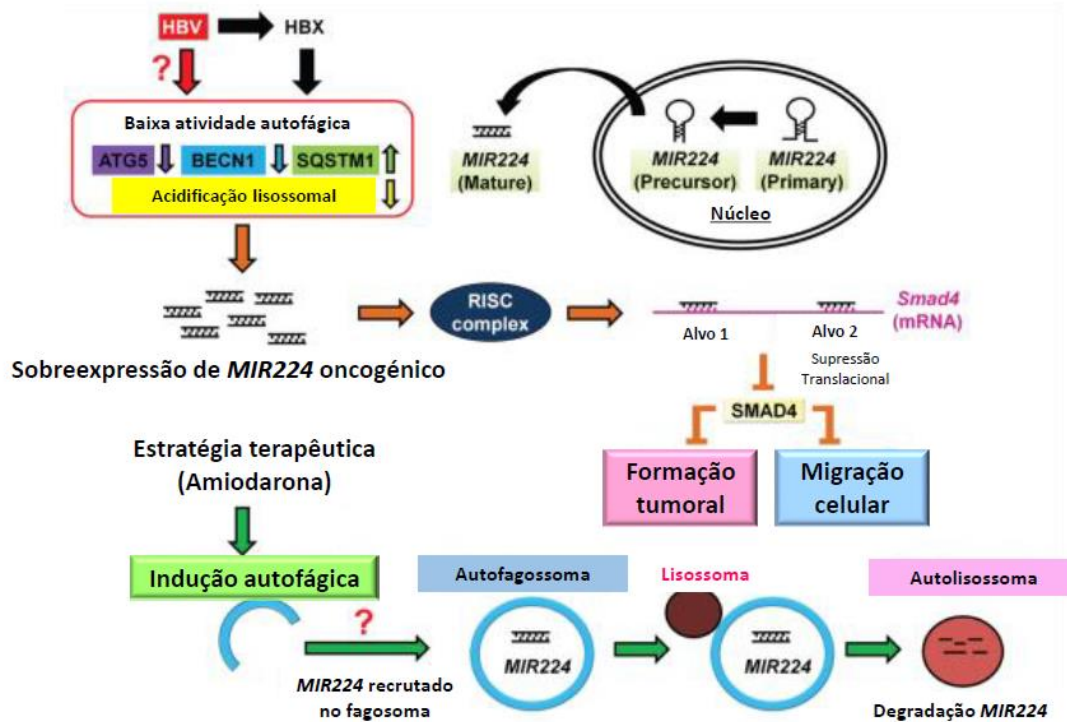 HBV
HBX
?
Baixa atividade autofágica
ATG5
BECN1
SQSTM1
Acidificação lisossomal
MIR224
(Mature)
MIR224
(Precursor)
MIR224
(Primary)
Núcleo
Sobreexpressão de MIR224 oncogénico
RISC
complex
Smad4
(mRNA)
Alvo 1
Alvo 2
Supressão
Translacional
SMAD4
Formação
tumoral
Migração
celular
Estratégia terapêutica
(Amiodarona)
Indução autofágica
?
MIR224 recrutado
no fagosoma
Autofagossoma
MIR224
Lisossoma
MIR224
Autolisossoma
Degradação MIR224